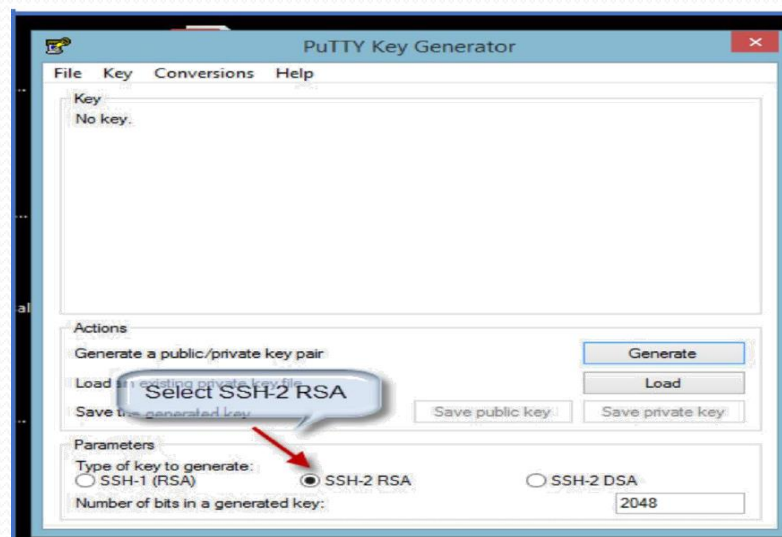 PuTTY Key Generator
File Key Conversions Help
Key
No key.
Actions
Generate a public/private key pair
Generate
Load an existing private key file
Load
Select SSH-2 RSA
Save the generated key
Save public key
Save private key
Parameters
Type of key to generate:
SSH-1 (RSA)
SSH-2 RSA
SSH-2 DSA
Number of bits in a generated key:
2048
al